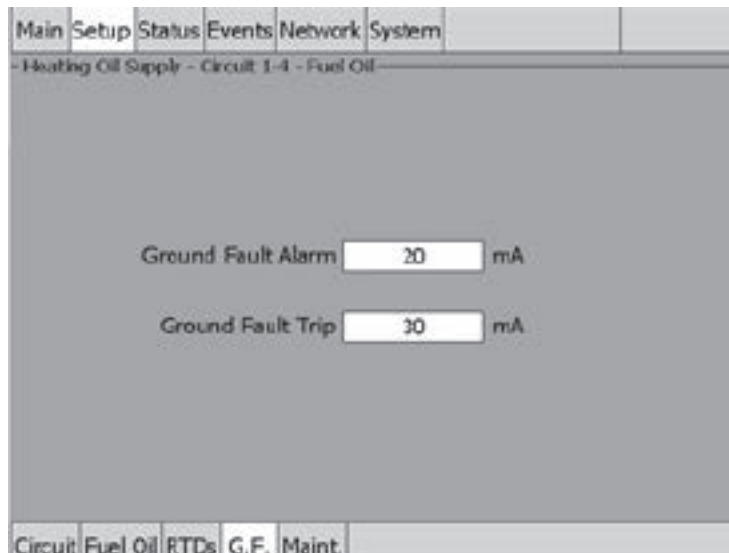 Main Setup Status Events Network System
Heating Oil Supply - Circuit 1-4 - Fuel Oil
Ground Fault Alarm 20 mA
Ground Fault Trip 30 mA
Circuit Fuel Oil RTDs G.F. Maint.